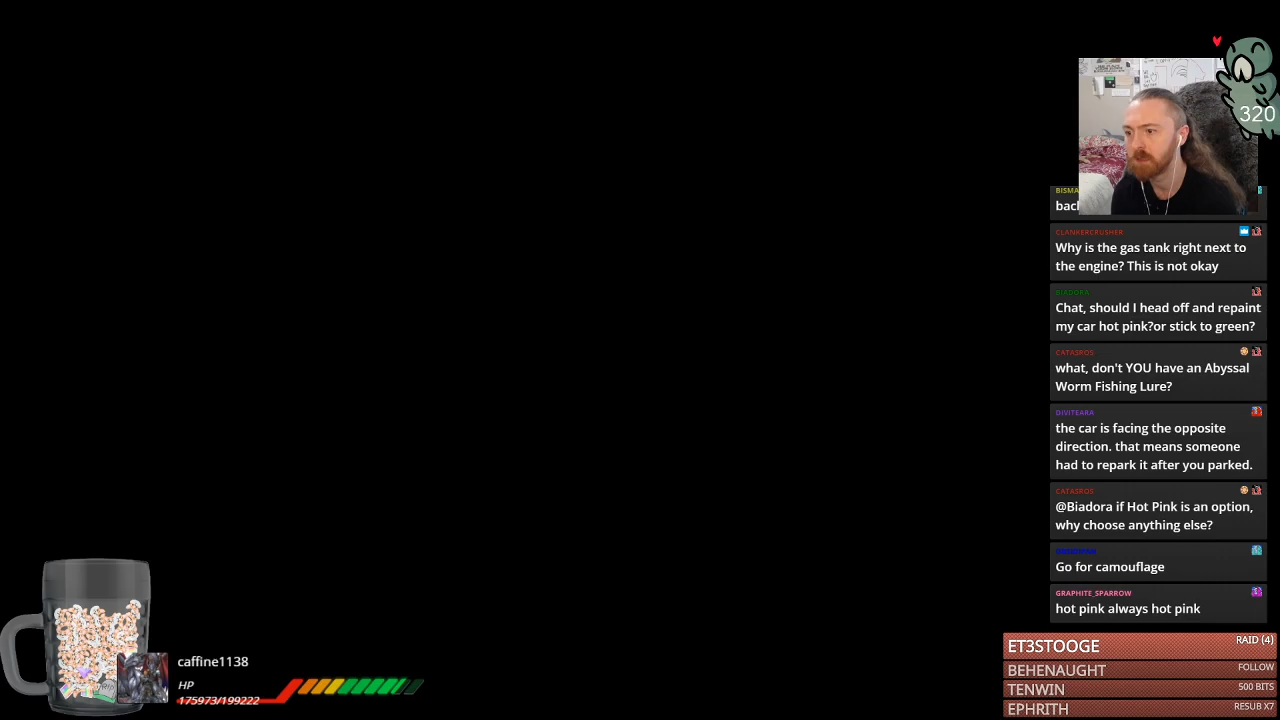 320
BISMA
back
CLANKERCRUSHER
Why is the gas tank right next to
the engine? This is not okay
BIADORA
Chat, should I head off and repaint
my car hot pink?or stick to green?
CATASROS
what, don't YOU have an Abyssal
Worm Fishing Lure?
DIVITEARA
the car is facing the opposite
direction. that means someone
had to repark it after you parked.
CATASROS
@Biadora if Hot Pink is an option,
why choose anything else?
Go for camouflage
GRAPHITE_SPARROW
hot pink always hot pink
ET3STOOGE RAID (4)
BEHENAUGHT FOLLOW
TENWIN 500 BITS
EPHRITH RESUB X7
caffine1138
HP
175973/199222